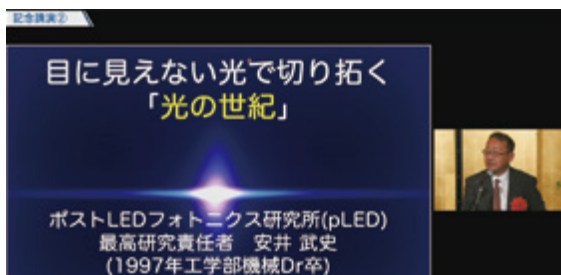 記念講演②
目に見えない光で切り拓く
「光の世紀」
ポストLEDフォトニクス研究所(pLED)
最高研究責任者　安井 武史
(1997年工学部機械Dr卒)